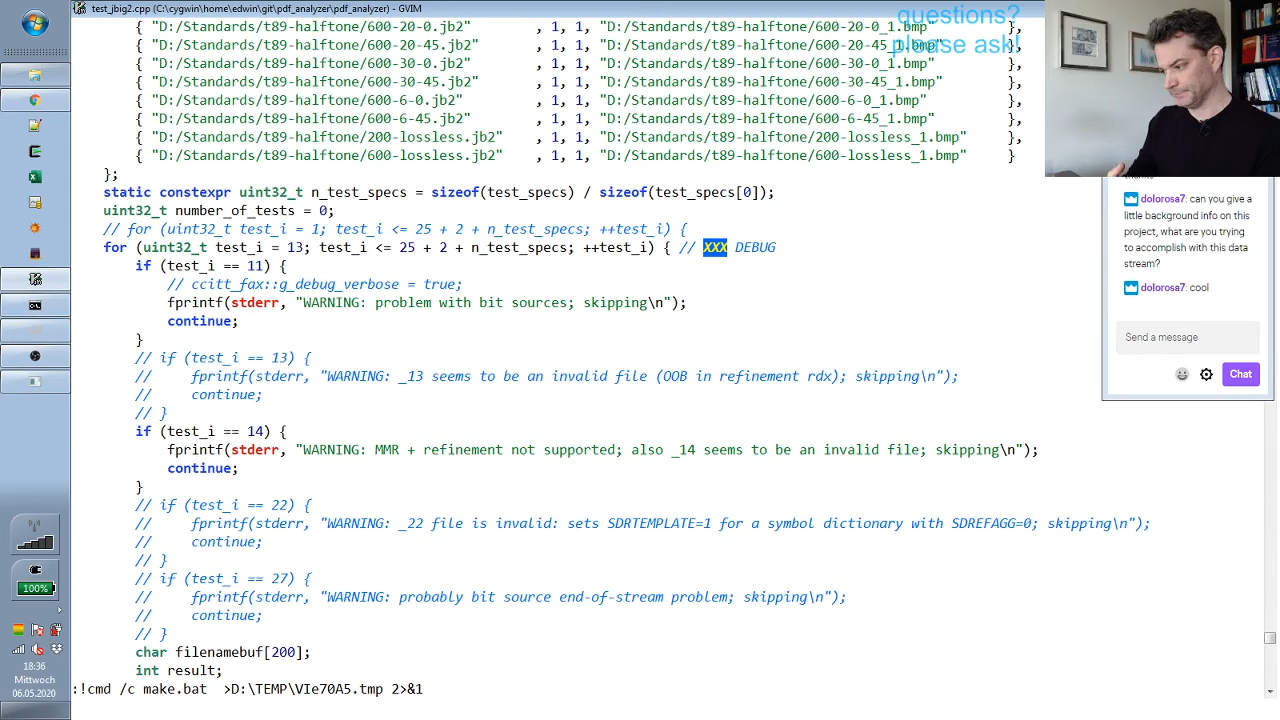 test_jbig2.cpp (C:\cygwin\home\edwin\git\pdf_analyzer\pdf_analyzer) - GVIM
questions?
please ask!
{ "D:/Standards/t89-halftone/600-20-0.jb2" , 1, 1, "D:/Standards/t89-halftone/600-20-0_1.bmp" },
{ "D:/Standards/t89-halftone/600-20-45.jb2" , 1, 1, "D:/Standards/t89-halftone/600-20-45_1.bmp" },
{ "D:/Standards/t89-halftone/600-30-0.jb2" , 1, 1, "D:/Standards/t89-halftone/600-30-0_1.bmp" },
{ "D:/Standards/t89-halftone/600-30-45.jb2" , 1, 1, "D:/Standards/t89-halftone/600-30-45_1.bmp" },
{ "D:/Standards/t89-halftone/600-6-0.jb2" , 1, 1, "D:/Standards/t89-halftone/600-6-0_1.bmp" },
{ "D:/Standards/t89-halftone/600-6-45.jb2" , 1, 1, "D:/Standards/t89-halftone/600-6-45_1.bmp" },
{ "D:/Standards/t89-halftone/200-lossless.jb2" , 1, 1, "D:/Standards/t89-halftone/200-lossless_1.bmp" },
{ "D:/Standards/t89-halftone/600-lossless.jb2" , 1, 1, "D:/Standards/t89-halftone/600-lossless_1.bmp" }
};
static constexpr uint32_t n_test_specs = sizeof(test_specs) / sizeof(test_specs[0]);
uint32_t number_of_tests = 0;
// for (uint32_t test_i = 1; test_i <= 25 + 2 + n_test_specs; ++test_i) {
for (uint32_t test_i = 13; test_i <= 25 + 2 + n_test_specs; ++test_i) { // XXX DEBUG
if (test_i == 11) {
// ccitt_fax::g_debug_verbose = true;
fprintf(stderr, "WARNING: problem with bit sources; skipping\n");
continue;
}
// if (test_i == 13) {
// fprintf(stderr, "WARNING: _13 seems to be an invalid file (OOB in refinement rdx); skipping\n");
// continue;
// }
if (test_i == 14) {
fprintf(stderr, "WARNING: MMR + refinement not supported; also _14 seems to be an invalid file; skipping\n");
continue;
}
// if (test_i == 22) {
// fprintf(stderr, "WARNING: _22 file is invalid: sets SDRTEMPLATE=1 for a symbol dictionary with SDREFAGG=0; skipping\n");
// continue;
// }
// if (test_i == 27) {
// fprintf(stderr, "WARNING: probably bit source end-of-stream problem; skipping\n");
// continue;
// }
char filenamebuf[200];
int result;
:!cmd /c make.bat >D:\TEMP\VIe70A5.tmp 2>&1
dolorosa7: can you give a
little background info on this
project, what are you trying
to accomplish with this data
stream?
dolorosa7: cool
Send a message
Chat
100%
18:36
Mittwoch
06.05.2020